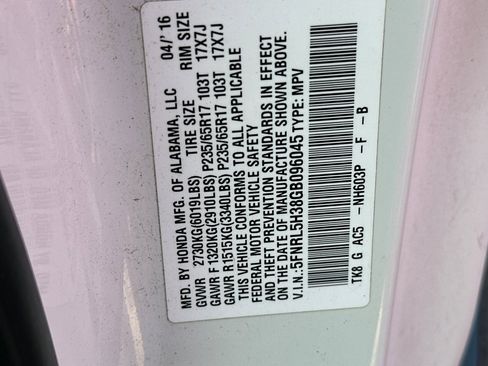 MFD. BY HONDA MFG. OF ALABAMA, LLC 04/'16
GVWR 2730KG(6019LBS) TIRE SIZE RIM SIZE
GAWR F 1320KG(2910LBS) P235/65R17 103T 17X7J
GAWR R 1515KG(3340LBS) P235/65R17 103T 17X7J
THIS VEHICLE CONFORMS TO ALL APPLICABLE
FEDERAL MOTOR VEHICLE SAFETY
AND THEFT PREVENTION STANDARDS IN EFFECT
ON THE DATE OF MANUFACTURE SHOWN ABOVE.
V.I.N.:5FNRL5H38GB096045 TYPE: MPV
TK8 G AC5 -NH603P -F -B